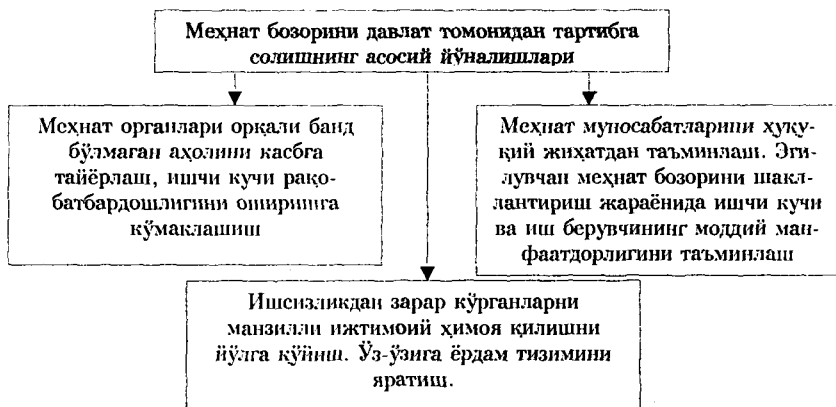 Меҳнат бозорини давлат томонидан тартибга
солишнинг асосий йўналишлари
Меҳнат органлари орқали банд
бўлмаган аҳолини касбга
тайёрлаш, ишчи кучи рақо-
батбардошлигини оширишга
кўмаклашиш
Меҳнат муносабатларини ҳуқу-
қий жиҳатдан таъминлаш. Эги-
лувчан меҳнат бозорини шакл-
лантириш жараёнида ишчи кучи
ва иш берувчининг моддий ман-
фаатдорлигини таъминлаш
Ишсизликдан зарар кўрганларни
манзилли ижтимоий ҳимоя қилишни
йўлга қўйиш. Ўз-ўзига ёрдам тизимини
яратиш.